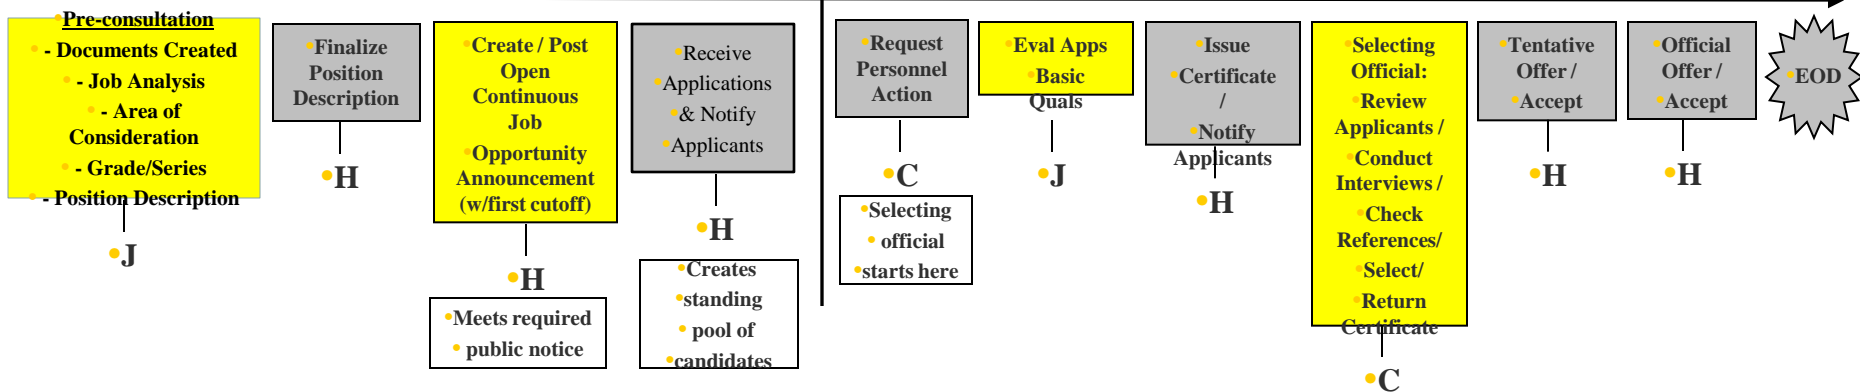 •Pre-consultation
• - Documents Created
• - Job Analysis
• - Area of
Consideration
• - Grade/Series
• - Position Description
•J
•Finalize
Position
Description
•H
•Create / Post
Open
Continuous
Job
•Opportunity
Announcement
(w/first cutoff)
•H
•Meets required
• public notice
•Receive
•Applications
•& Notify
•Applicants
•H
•Creates
•standing
• pool of
•candidates
•Request
Personnel
Action
•C
•Selecting
• official
•starts here
•Eval Apps
•Basic
Quals
•J
•Issue
•Certificate
/
•Notify
Applicants
•H
•Selecting
Official:
•Review
Applicants /
•Conduct
Interviews /
•Check
References/
•Select/
•Return
Certificate
•C
•Tentative
Offer /
•Accept
•H
•Official
Offer /
•Accept
•H
•EOD